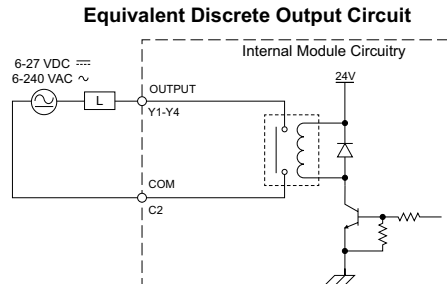 Equivalent Discrete Output Circuit
Internal Module Circuitry
6-27 VDC ⎓
6-240 VAC ~
24V
L
OUTPUT
Y1-Y4
COM
C2